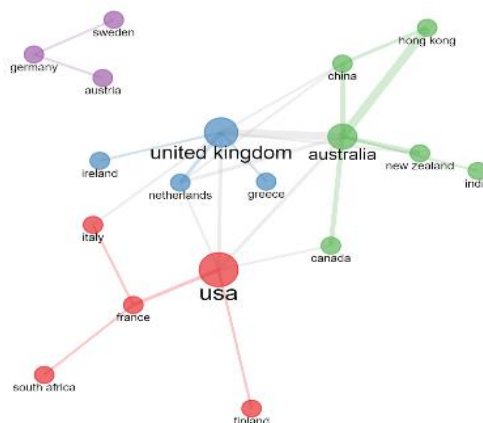 sweden
hong kong
germany
china
austria
united kingdom
australia
ireland
new zealand
netherlands
greece
italy
canada
usa
france
south africa
finland